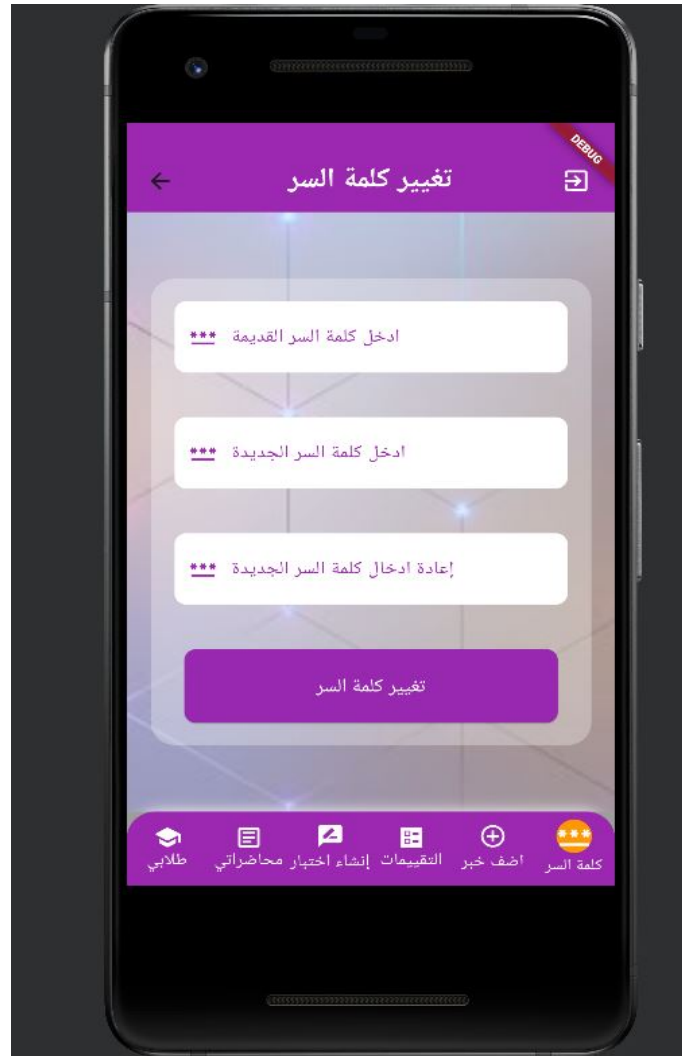 DEBUG
تغيير كلمة السر
ادخل كلمة السر القديمة ***
ادخل كلمة السر الجديدة ***
إعادة ادخال كلمة السر الجديدة ***
تغيير كلمة السر
***
كلمة السر اضف خبر التقييمات إنشاء اختبار محاضراتي طلابي